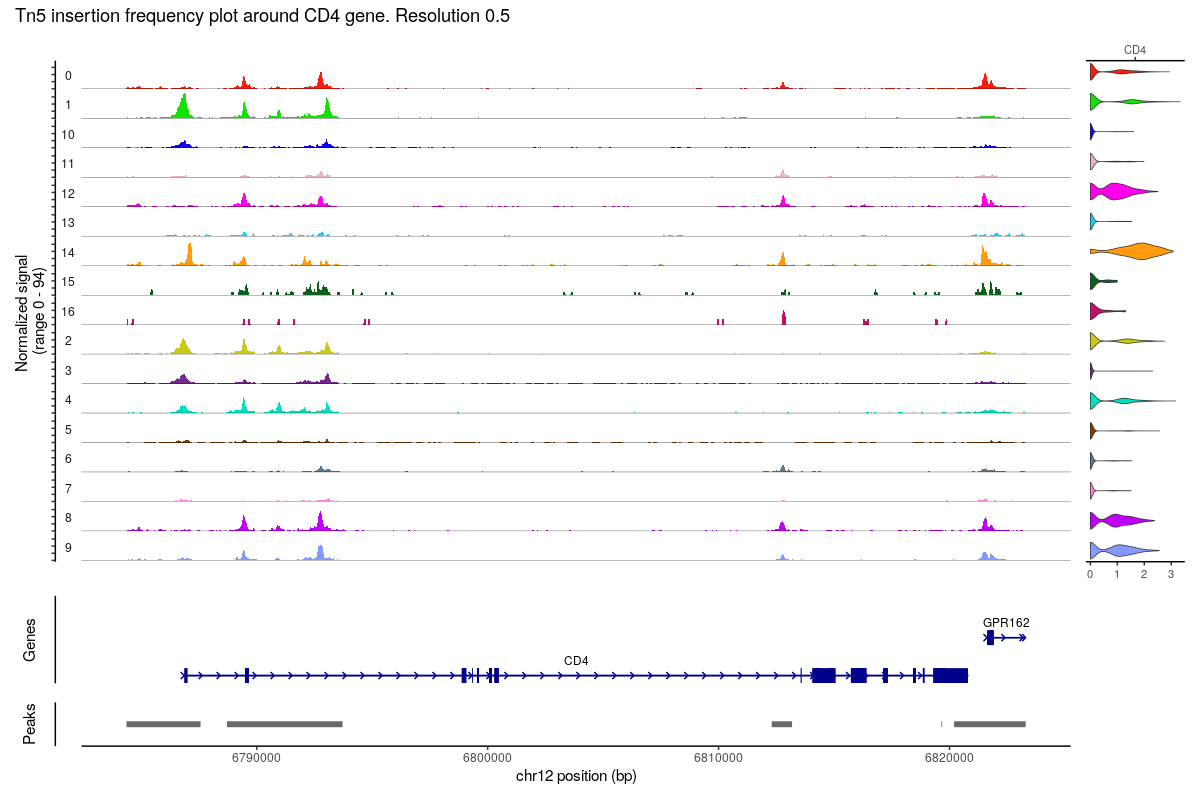 Tn5 insertion frequency plot around CD4 gene. Resolution 0.5
CD4
Normalized signal
(range 0 - 94)
0
1
10
11
12
13
14
15
16
2
3
4
5
6
7
8
9
0 1 2 3
Genes
GPR162
CD4
Peaks
6790000 6800000 6810000 6820000
chr12 position (bp)